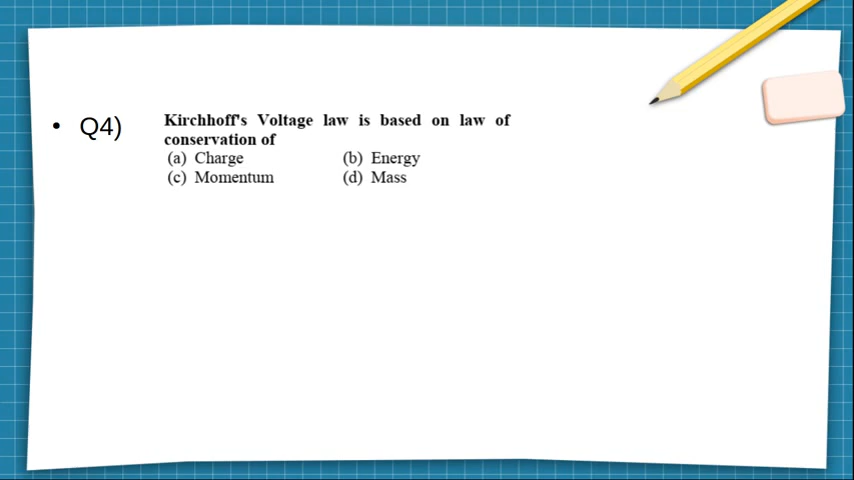 • Q4)
Kirchhoff's Voltage law is based on law of
conservation of
(a) Charge (b) Energy
(c) Momentum (d) Mass